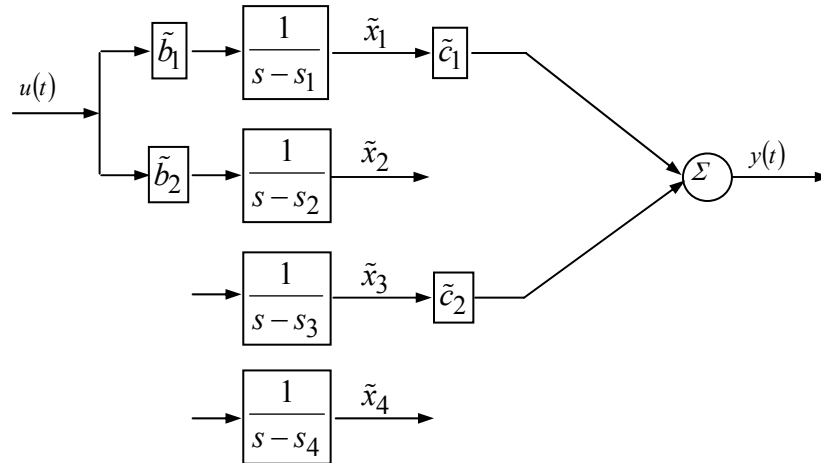 u(t)
b̃₁
1
s − s₁
x̃₁
c̃₁
b̃₂
1
s − s₂
x̃₂
Σ
y(t)
1
s − s₃
x̃₃
c̃₂
1
s − s₄
x̃₄